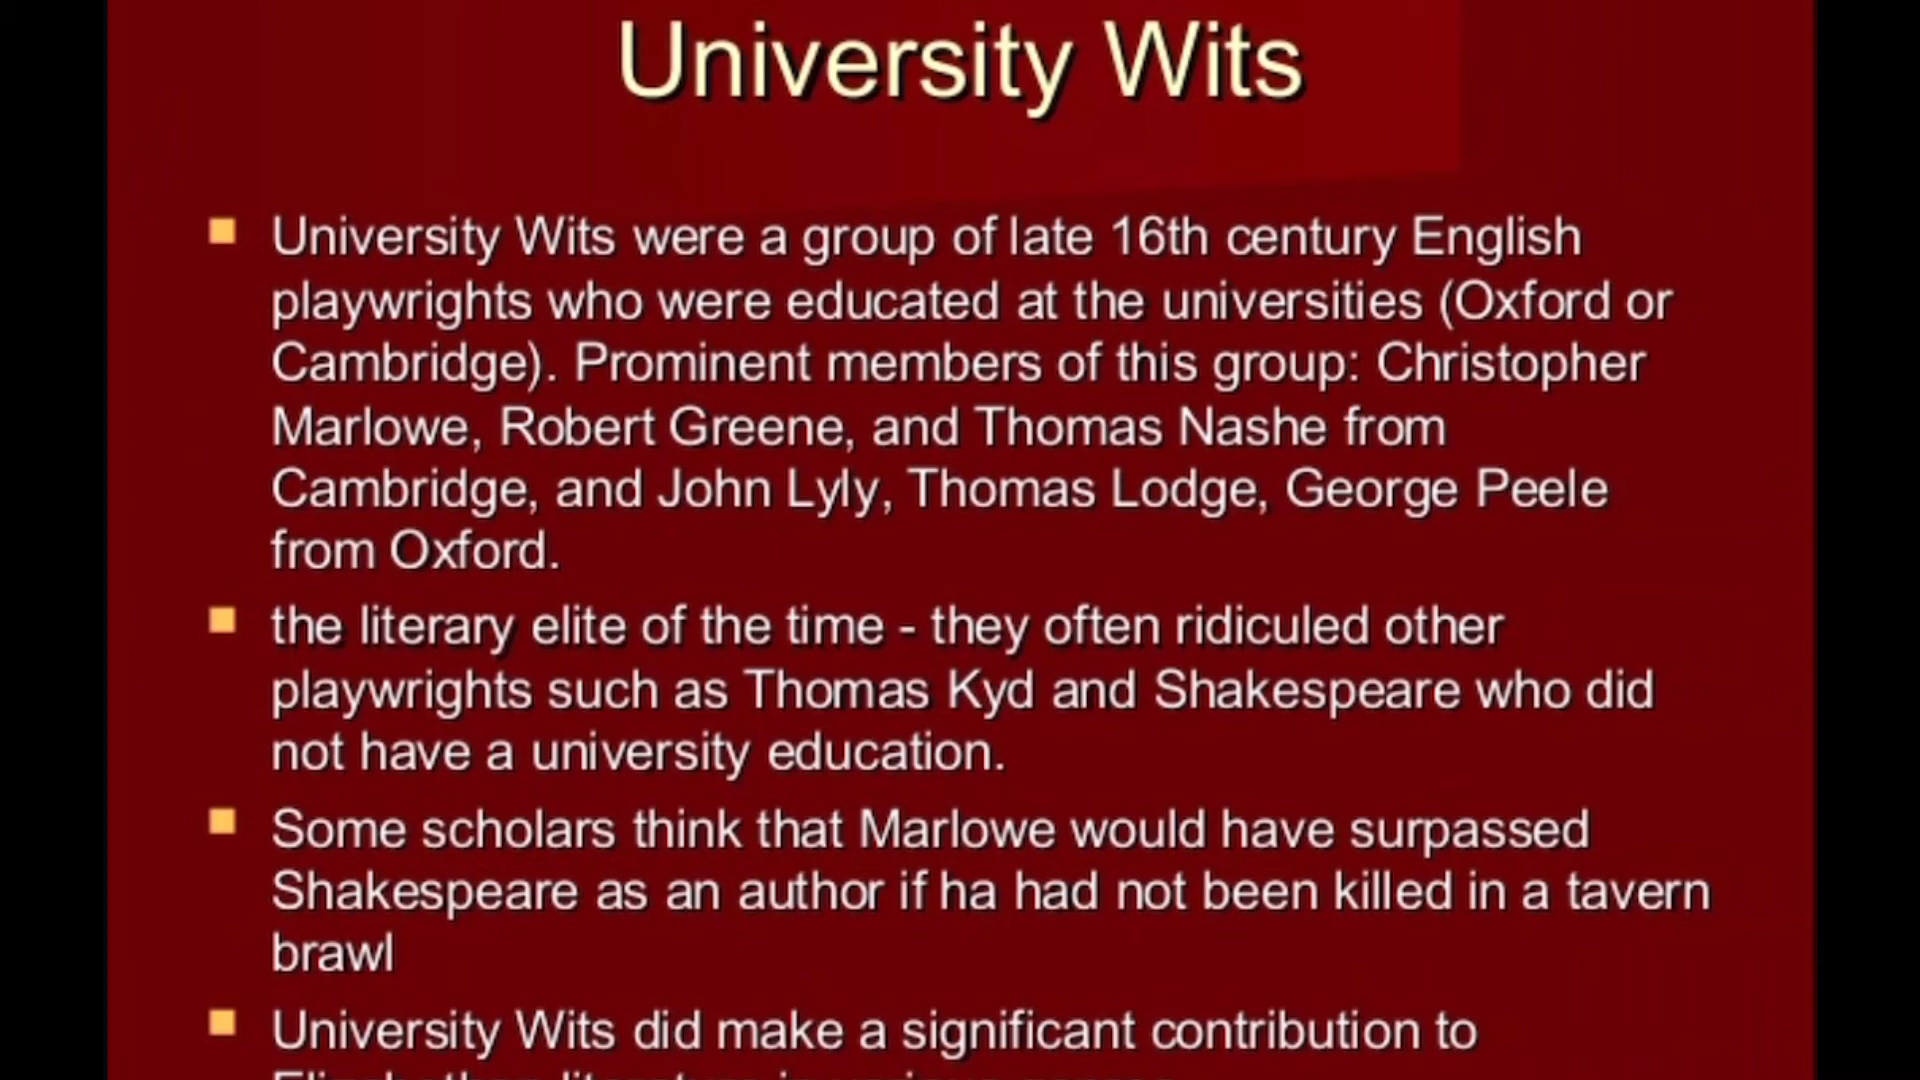 University Wits
University Wits were a group of late 16th century English
playwrights who were educated at the universities (Oxford or
Cambridge). Prominent members of this group: Christopher
Marlowe, Robert Greene, and Thomas Nashe from
Cambridge, and John Lyly, Thomas Lodge, George Peele
from Oxford.
the literary elite of the time - they often ridiculed other
playwrights such as Thomas Kyd and Shakespeare who did
not have a university education.
Some scholars think that Marlowe would have surpassed
Shakespeare as an author if ha had not been killed in a tavern
brawl
University Wits did make a significant contribution to